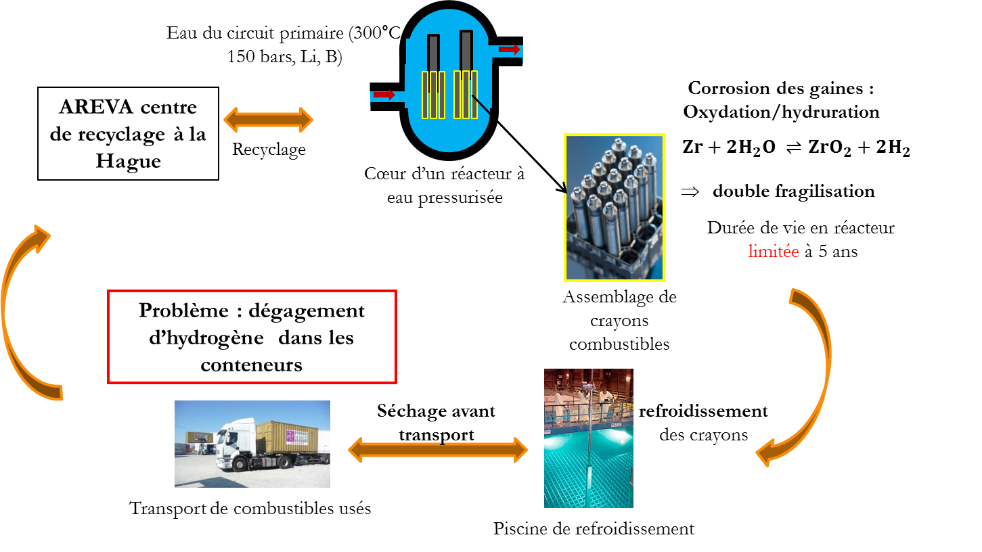 Eau du circuit primaire (300°C
150 bars, Li, B)
AREVA centre
de recyclage à la
Hague
Recyclage
Cœur d'un réacteur à
eau pressurisée
Corrosion des gaines :
Oxydation/hydruration
Zr + 2H₂O ⇌ ZrO₂ + 2H₂
⇒ double fragilisation
Durée de vie en réacteur
limitée à 5 ans
Assemblage de
crayons
combustibles
Problème : dégagement
d'hydrogène dans les
conteneurs
Séchage avant
transport
refroidissement
des crayons
Transport de combustibles usés
Piscine de refroidissement